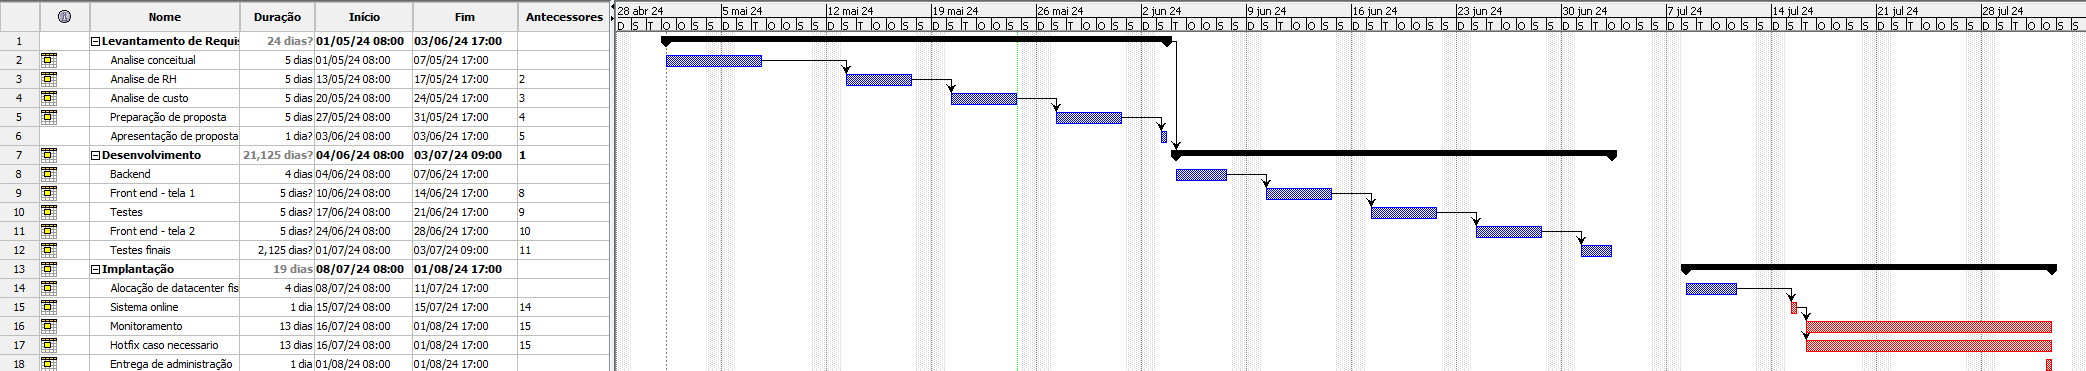 Nome Duração Início Fim Antecessores 28 abr 24 5 mai 24 12 mai 24 19 mai 24 26 mai 24 2 jun 24 9 jun 24 16 jun 24 23 jun 24 30 jun 24 7 jul 24 14 jul 24 21 jul 24 28 jul 24
D S T Q Q S S D S T Q Q S S D S T Q Q S S D S T Q Q S S D S T Q Q S S D S T Q Q S S D S T Q Q S S D S T Q Q S S D S T Q Q S S D S T Q Q S S D S T Q Q S S D S T Q Q S S D S T Q Q S S D S T Q Q S S
1 Levantamento de Requis 24 dias? 01/05/24 08:00 03/06/24 17:00
2 Analise conceitual 5 dias 01/05/24 08:00 07/05/24 17:00
3 Analise de RH 5 dias 13/05/24 08:00 17/05/24 17:00 2
4 Analise de custo 5 dias 20/05/24 08:00 24/05/24 17:00 3
5 Preparação de proposta 5 dias 27/05/24 08:00 31/05/24 17:00 4
6 Apresentação de proposta 1 dia? 03/06/24 08:00 03/06/24 17:00 5
7 Desenvolvimento 21,125 dias? 04/06/24 08:00 03/07/24 09:00 1
8 Backend 4 dias 04/06/24 08:00 07/06/24 17:00
9 Front end - tela 1 5 dias? 10/06/24 08:00 14/06/24 17:00 8
10 Testes 5 dias? 17/06/24 08:00 21/06/24 17:00 9
11 Front end - tela 2 5 dias? 24/06/24 08:00 28/06/24 17:00 10
12 Testes finais 2,125 dias? 01/07/24 08:00 03/07/24 09:00 11
13 Implantação 19 dias 08/07/24 08:00 01/08/24 17:00
14 Alocação de datacenter fis 4 dias 08/07/24 08:00 11/07/24 17:00
15 Sistema online 1 dia 15/07/24 08:00 15/07/24 17:00 14
16 Monitoramento 13 dias 16/07/24 08:00 01/08/24 17:00 15
17 Hotfix caso necessario 13 dias 16/07/24 08:00 01/08/24 17:00 15
18 Entrega de administração 1 dia 01/08/24 08:00 01/08/24 17:00